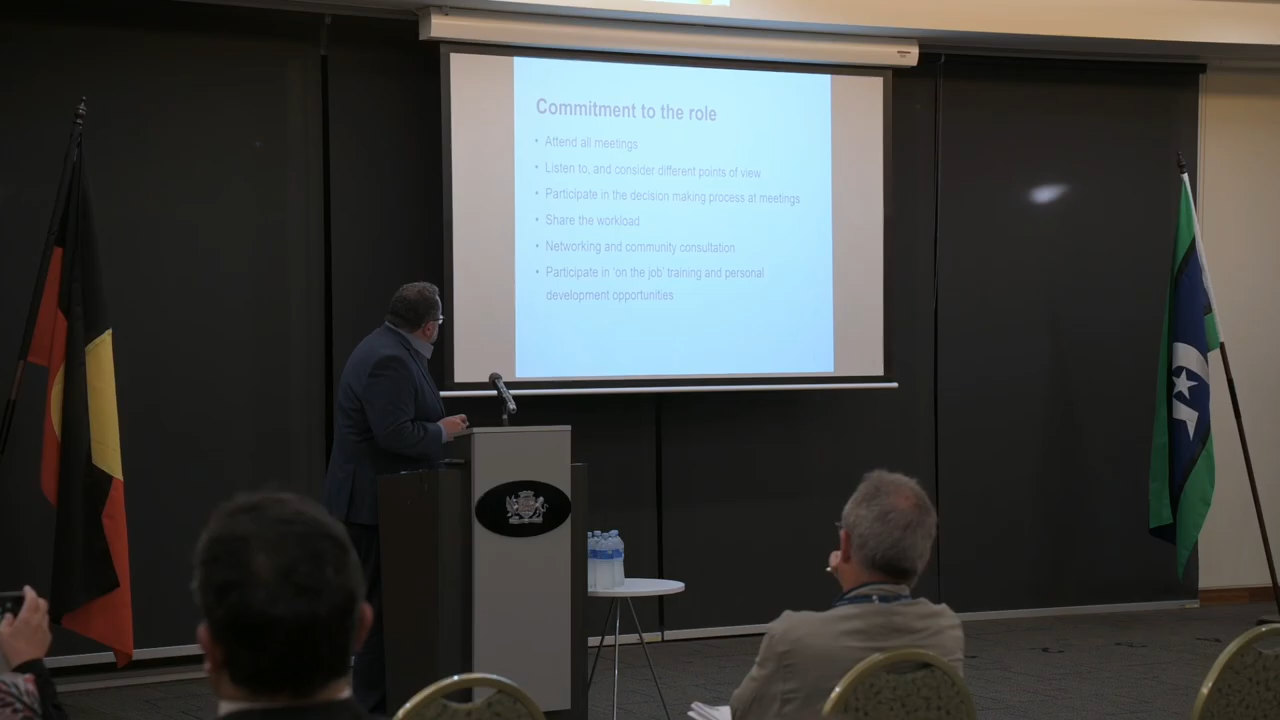 Commitment to the role
• Attend all meetings
• Listen to, and consider different points of view
• Participate in the decision making process at meetings
• Share the workload
• Networking and community consultation
• Participate in 'on the job' training and personal
development opportunities